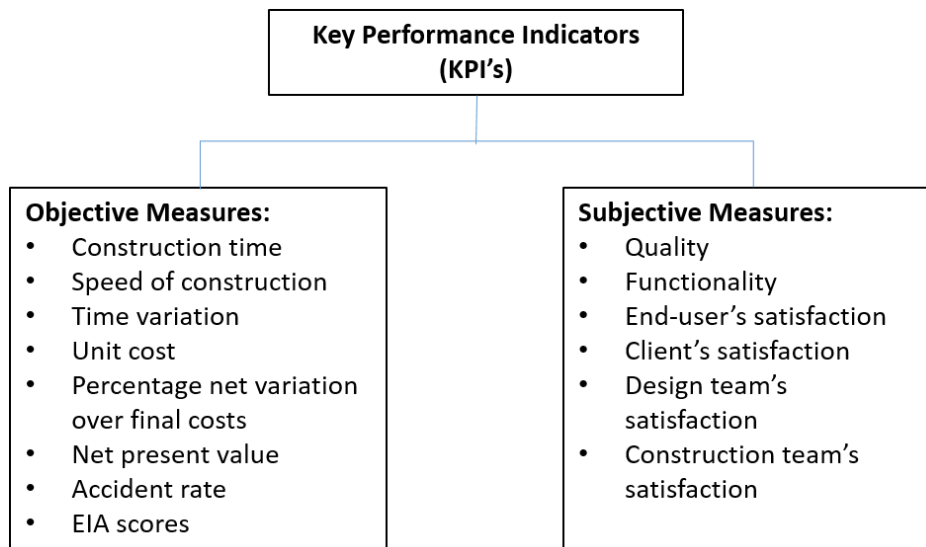 Key Performance Indicators
(KPI’s)
Objective Measures:
• Construction time
• Speed of construction
• Time variation
• Unit cost
• Percentage net variation
over final costs
• Net present value
• Accident rate
• EIA scores
Subjective Measures:
• Quality
• Functionality
• End-user’s satisfaction
• Client’s satisfaction
• Design team’s
satisfaction
• Construction team’s
satisfaction